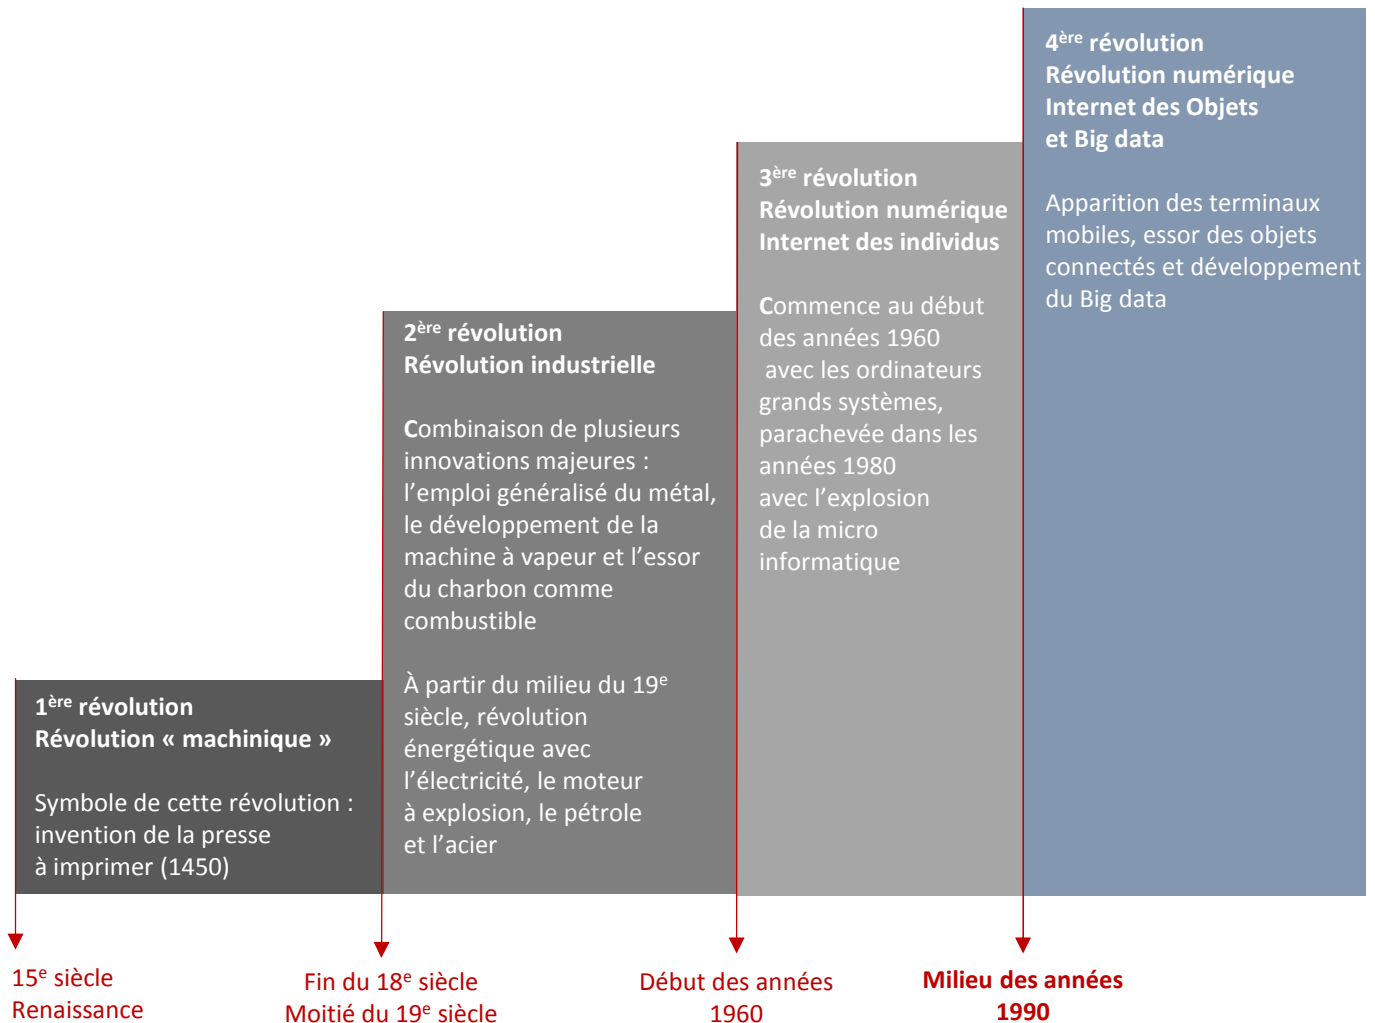 4ère révolution
Révolution numérique
Internet des Objets
et Big data
Apparition des terminaux
mobiles, essor des objets
connectés et développement
du Big data
3ère révolution
Révolution numérique
Internet des individus
Commence au début
des années 1960
avec les ordinateurs
grands systèmes,
parachevée dans les
années 1980
avec l’explosion
de la micro
informatique
2ère révolution
Révolution industrielle
Combinaison de plusieurs
innovations majeures :
l’emploi généralisé du métal,
le développement de la
machine à vapeur et l’essor
du charbon comme
combustible
À partir du milieu du 19e
siècle, révolution
énergétique avec
l’électricité, le moteur
à explosion, le pétrole
et l’acier
1ère révolution
Révolution « machinique »
Symbole de cette révolution :
invention de la presse
à imprimer (1450)
15e siècle
Renaissance
Fin du 18e siècle
Moitié du 19e siècle
Début des années
1960
Milieu des années
1990